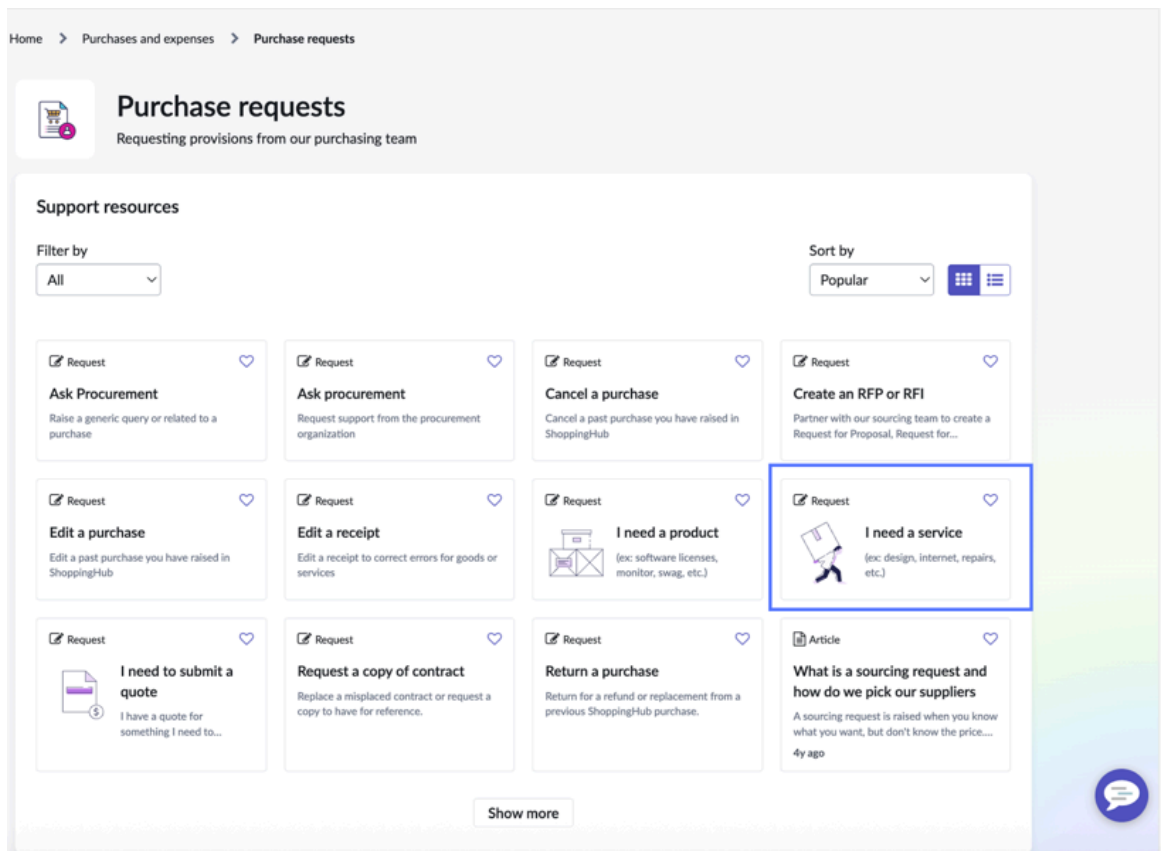 Home > Purchases and expenses > Purchase requests
Purchase requests
Requesting provisions from our purchasing team
Support resources
Filter by
All
Sort by
Popular
Request
Ask Procurement
Raise a generic query or related to a
purchase
Request
Ask procurement
Request support from the procurement
organization
Request
Cancel a purchase
Cancel a past purchase you have raised in
ShoppingHub
Request
Create an RFP or RFI
Partner with our sourcing team to create a
Request for Proposal, Request for...
Request
Edit a purchase
Edit a past purchase you have raised in
ShoppingHub
Request
Edit a receipt
Edit a receipt to correct errors for goods or
services
Request
I need a product
(ex: software licenses,
monitor, swag, etc.)
Request
I need a service
(ex: design, internet, repairs,
etc.)
Request
I need to submit a
quote
I have a quote for
something I need to...
Request
Request a copy of contract
Replace a misplaced contract or request a
copy to have for reference.
Request
Return a purchase
Return for a refund or replacement from a
previous ShoppingHub purchase.
Article
What is a sourcing request and
how do we pick our suppliers
A sourcing request is raised when you know
what you want, but don't know the price....
4y ago
Show more